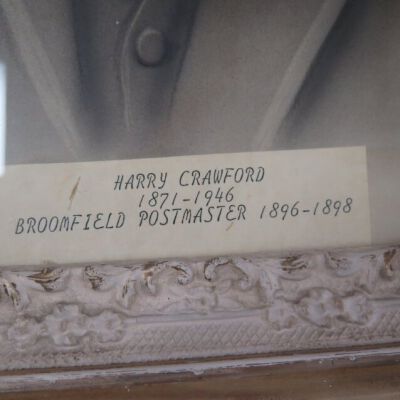 HARRY CRAWFORD
1871-1946
BROOMFIELD POSTMASTER 1896-1898